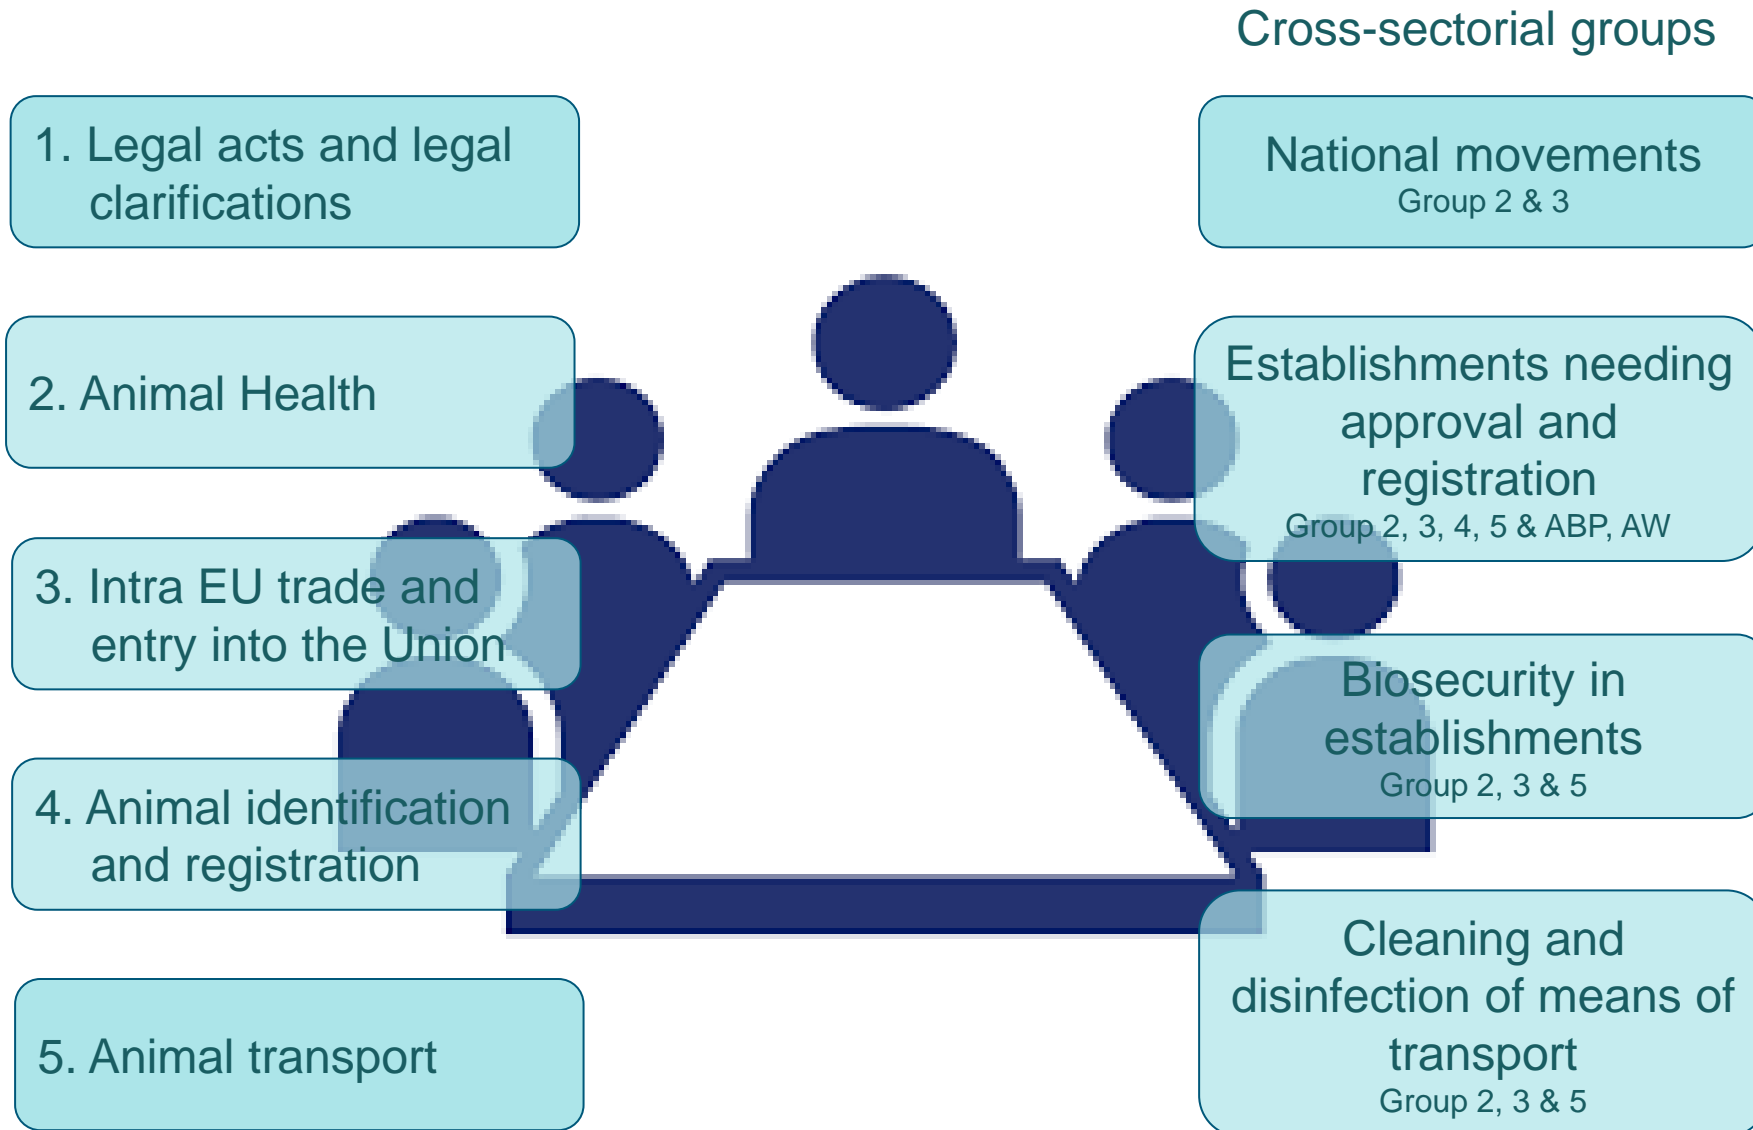 Cross-sectorial groups
1. Legal acts and legal
clarifications
2. Animal Health
3. Intra EU trade and
entry into the Union
4. Animal identification
and registration
5. Animal transport
National movements
Group 2 & 3
Establishments needing
approval and
registration
Group 2, 3, 4, 5 & ABP, AW
Biosecurity in
establishments
Group 2, 3 & 5
Cleaning and
disinfection of means of
transport
Group 2, 3 & 5